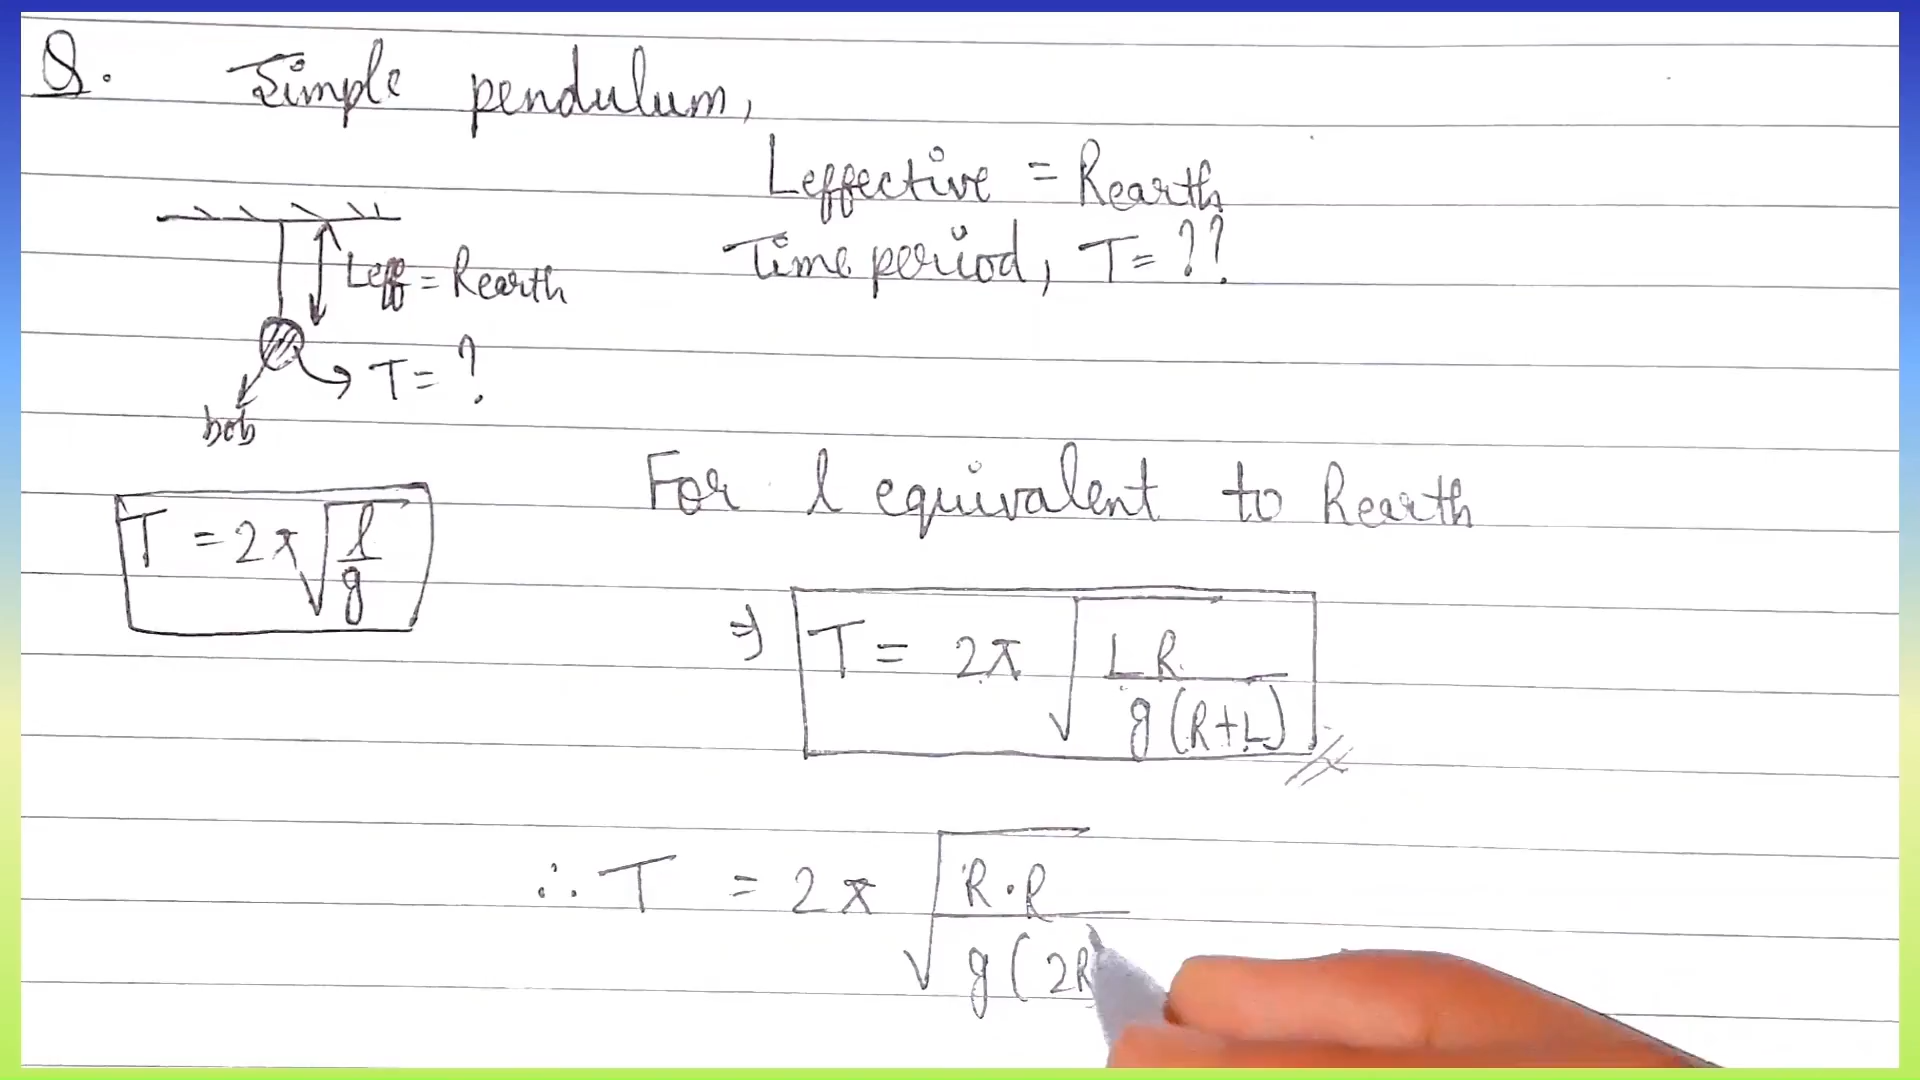 Q. Simple pendulum,
Leffective = Rearth
Time period, T = ??
Leff = Rearth
T = ?
bob
For l equivalent to Rearth
T = 2π√(l/g)
⇒ T = 2π √(LR/g(R+L))
∴ T = 2π √(R·R/g(2R